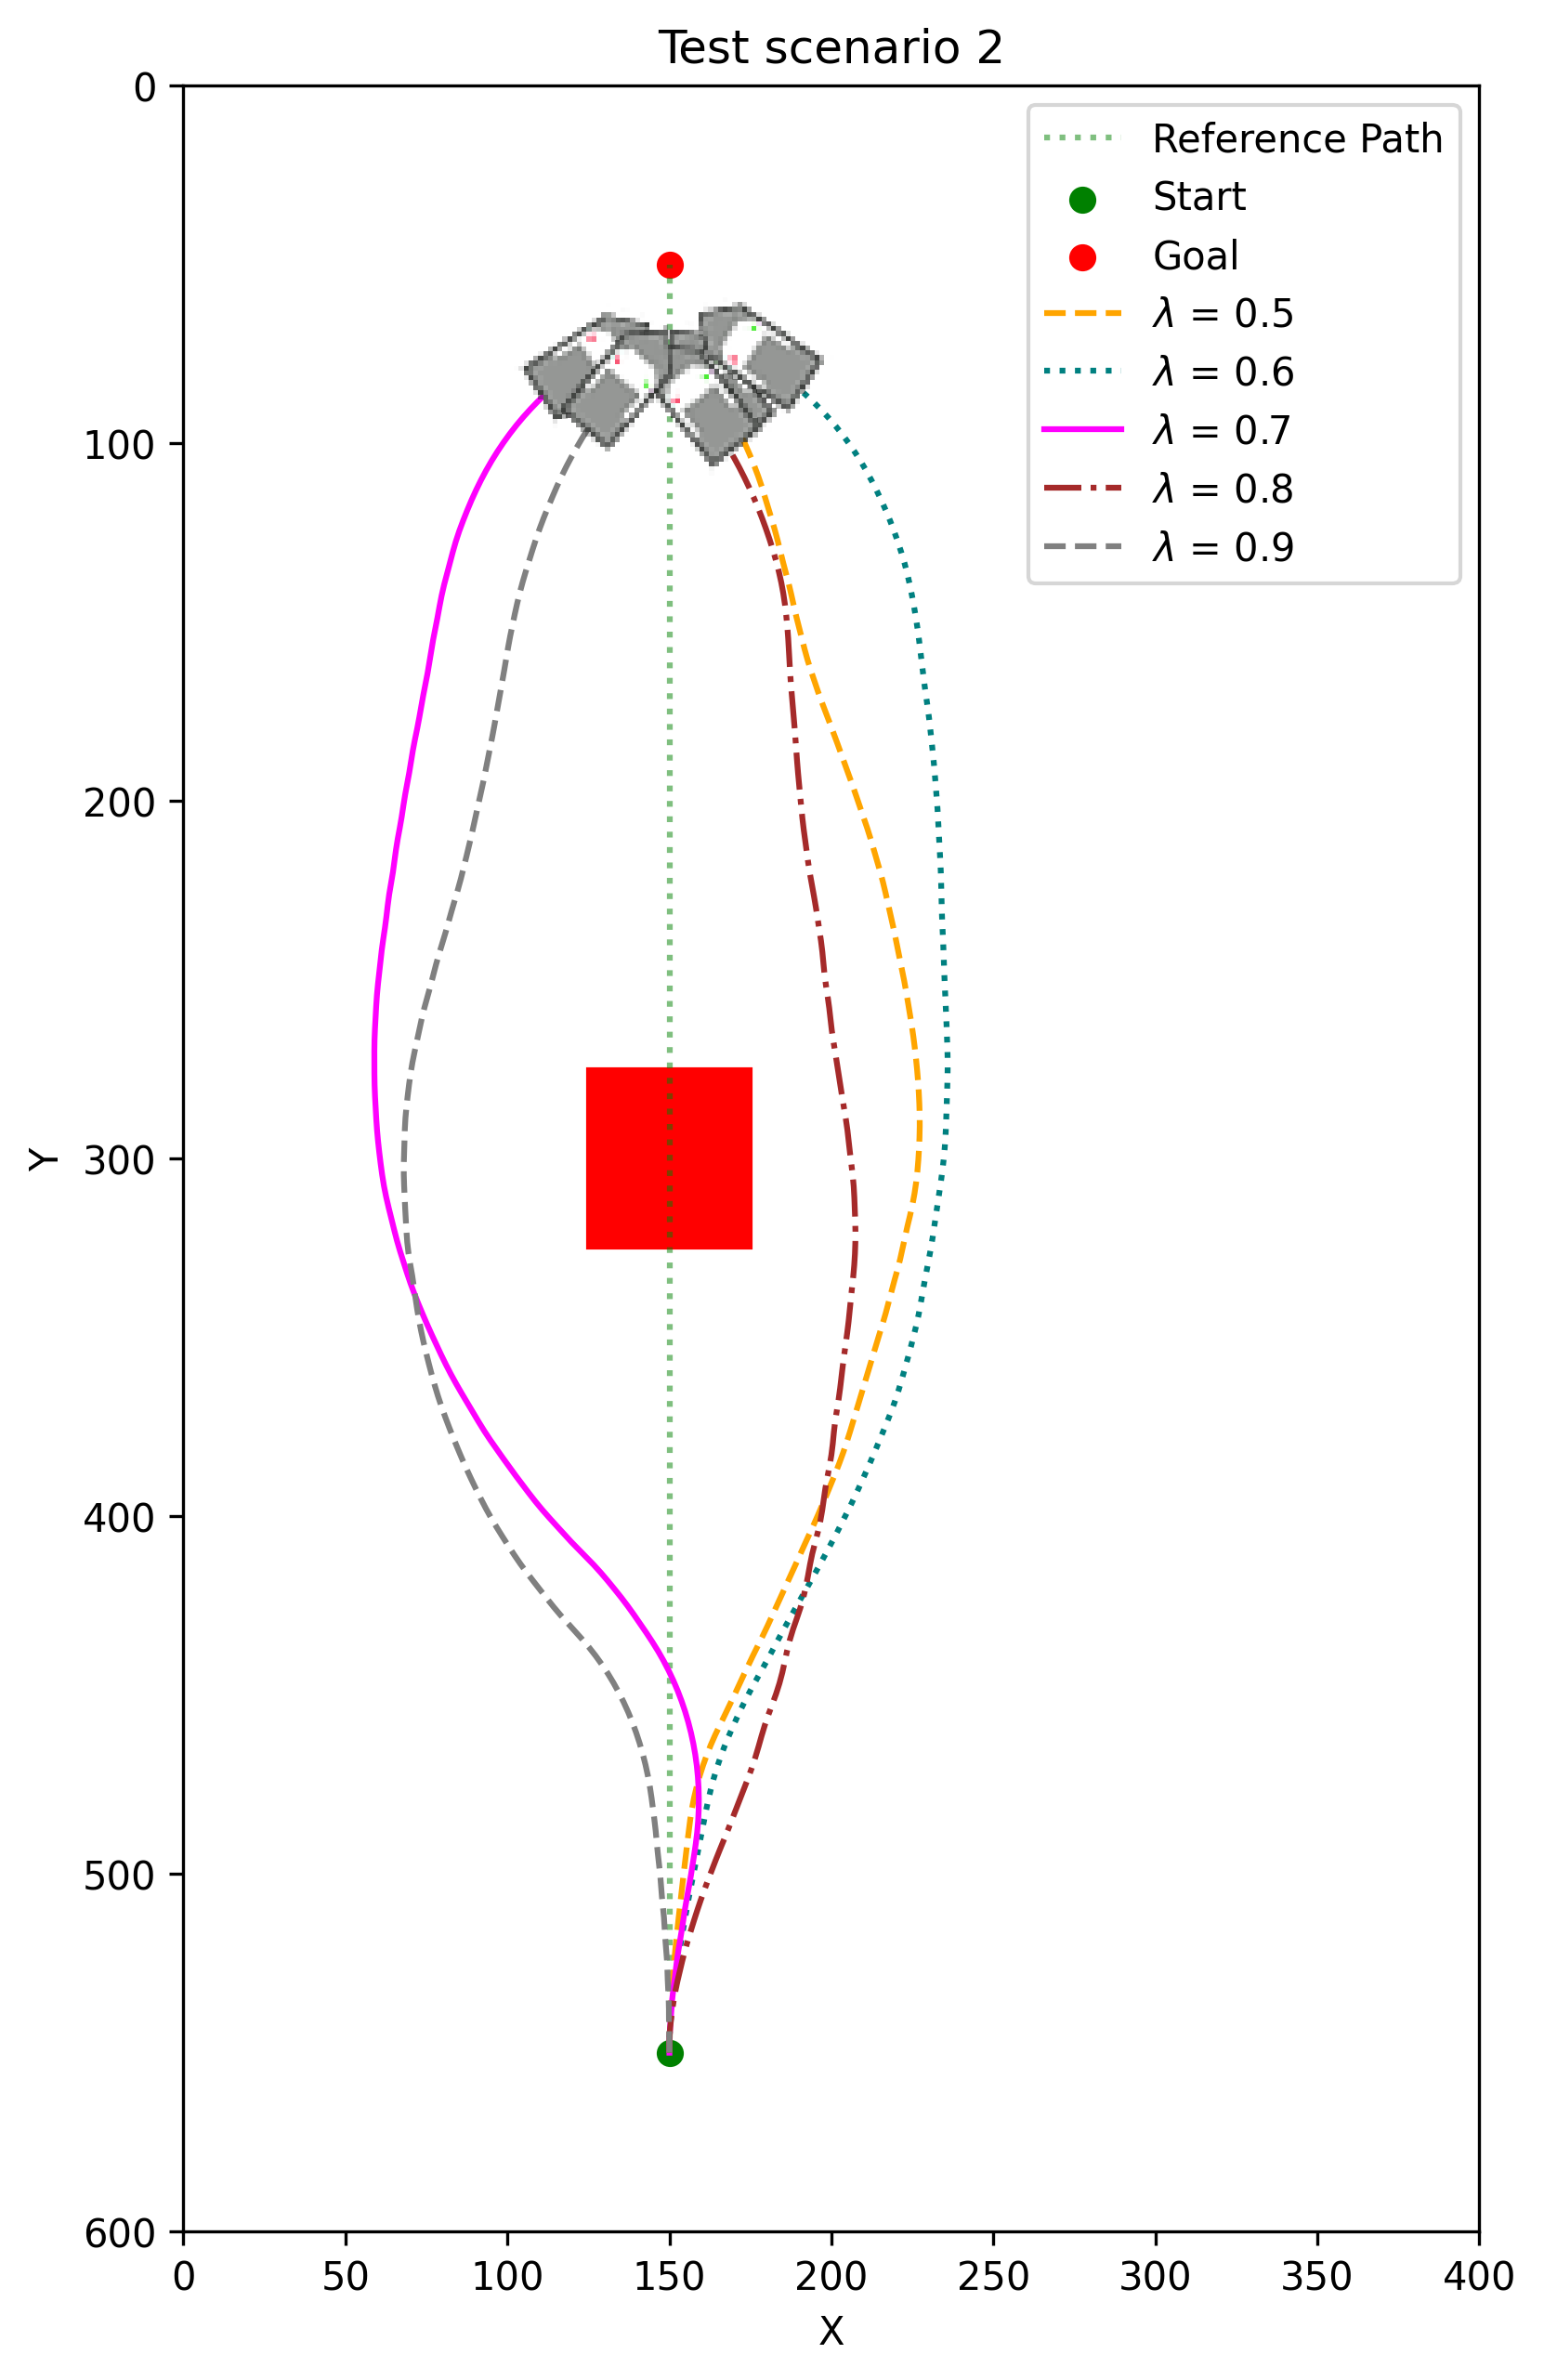 Test scenario 2
Reference Path
Start
Goal
λ = 0.5
λ = 0.6
λ = 0.7
λ = 0.8
λ = 0.9
0
100
200
300
400
500
600
Y
0 50 100 150 200 250 300 350 400
X